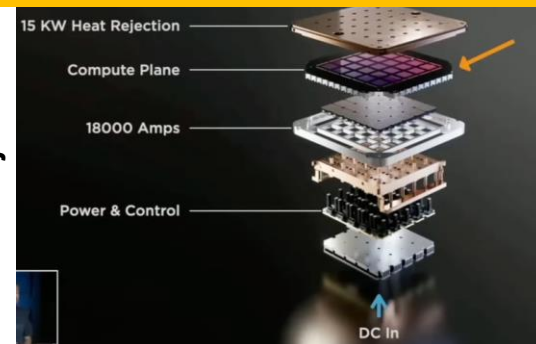 15 KW Heat Rejection
Compute Plane
18000 Amps
Power & Control
DC In